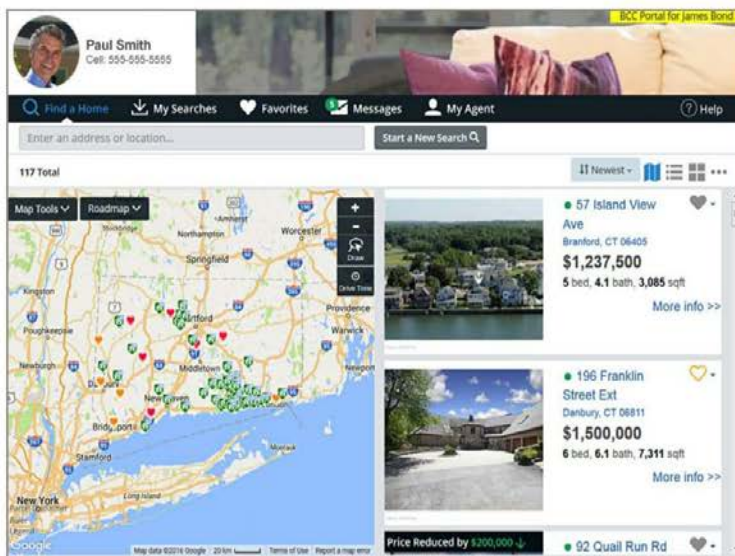 BCC Portal for James Bond
Paul Smith
Cell: 555-555-5555
Find a Home
My Searches
Favorites
5
Messages
My Agent
? Help
Enter an address or location...
Start a New Search
117 Total
Newest
Map Tools
Roadmap
+
-
Draw
Drive Time
Amherst
Northampton
Worcester
Springfield
Kingston
Providence
Poughkeepsie
Warwick
Newburgh
Middletown
Newport
New Haven
Bridgeport
Stamford
Montauk
New York
Long Island
Google
Map data ©2016 Google
20 km
Terms of Use
Report a map error
57 Island View
Ave
Branford, CT 06405
$1,237,500
5 bed, 4.1 bath, 3,085 sqft
More info >>
196 Franklin
Street Ext
Danbury, CT 06811
$1,500,000
6 bed, 6.1 bath, 7,311 sqft
More info >>
Price Reduced by $200,000 ↓
92 Quail Run Rd